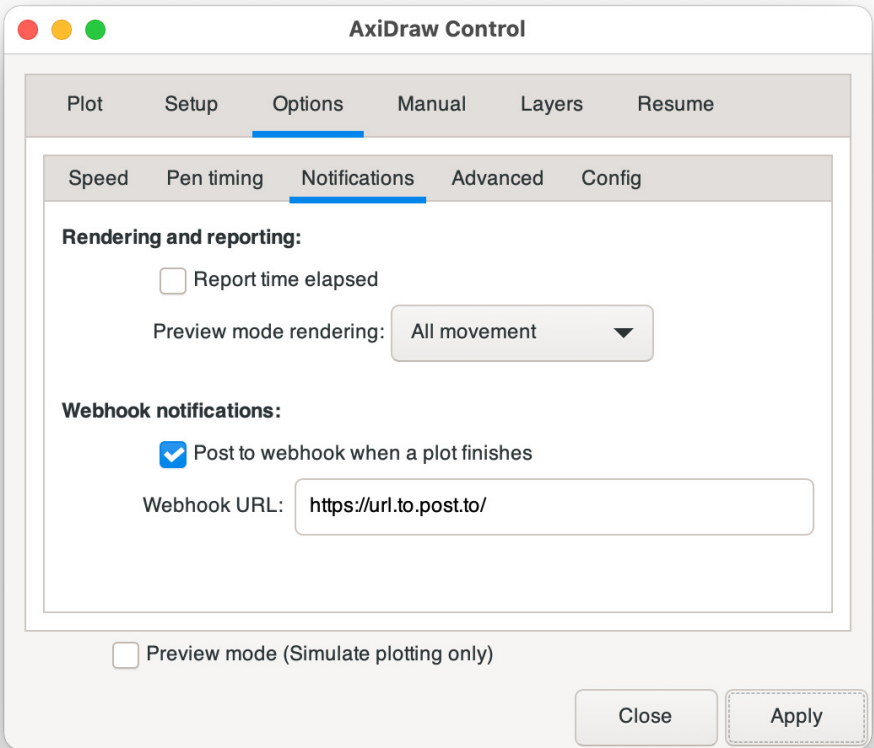 AxiDraw Control
Plot Setup Options Manual Layers Resume
Speed Pen timing Notifications Advanced Config
Rendering and reporting:
Report time elapsed
Preview mode rendering: All movement
Webhook notifications:
Post to webhook when a plot finishes
Webhook URL: https://url.to.post.to/
Preview mode (Simulate plotting only)
Close Apply